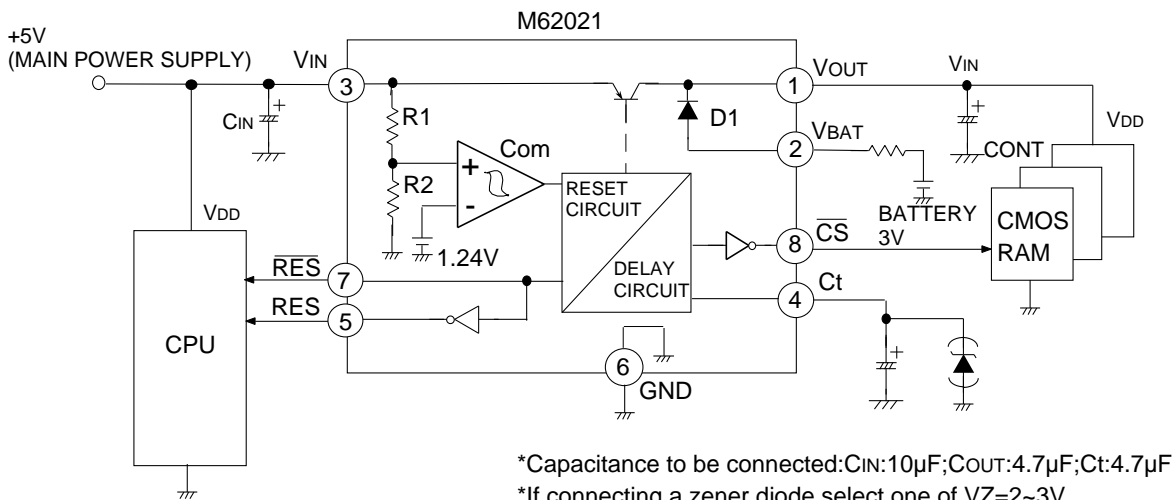 M62021
+5V
(MAIN POWER SUPPLY)
VIN
3
1
VOUT
VIN
CIN
+
R1
D1
+
VDD
2
VBAT
Com
CONT
R2
+
-
RESET
CIRCUIT
BATTERY
3V
CMOS
RAM
VDD
1.24V
8
CS
RES
7
DELAY
CIRCUIT
Ct
4
RES
5
CPU
+
6
GND
*Capacitance to be connected:CIN:10µF;COUT:4.7µF;Ct:4.7µF
*If connecting a zener diode select one of VZ=2~3V